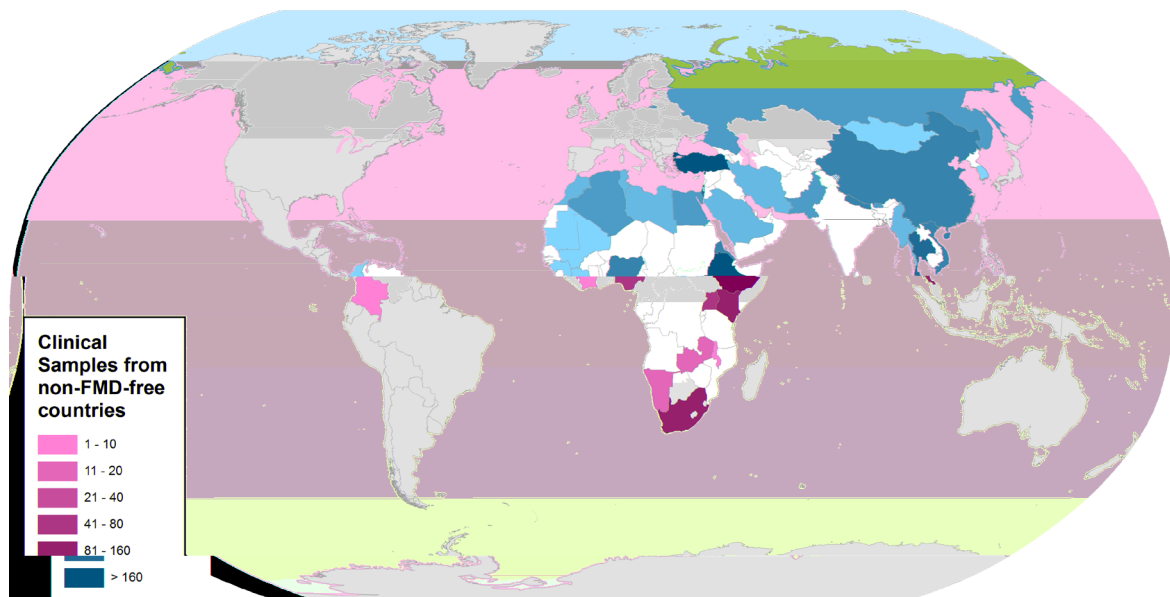 Clinical
Samples from
non-FMD-free
countries
1 - 10
11 - 20
21 - 40
41 - 80
81 - 160
> 160